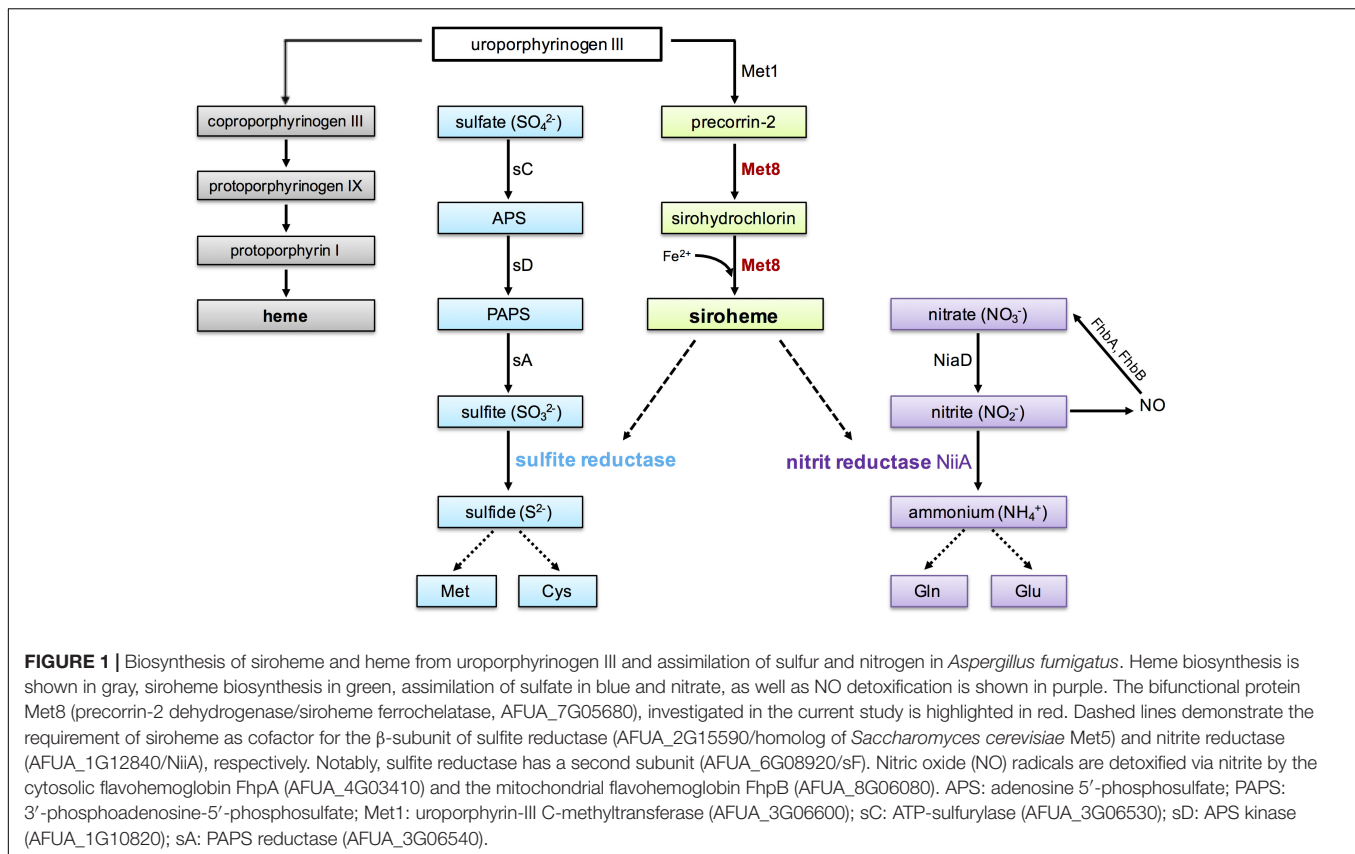 uroporphyrinogen III
Met1
coproporphyrinogen III
sulfate (SO₄²⁻)
precorrin-2
sC
Met8
protoporphyrinogen IX
APS
sirohydrochlorin
protoporphyrin I
sD
Fe²⁺
Met8
heme
PAPS
siroheme
nitrate (NO₃⁻)
sA
NiaD
FhbA, FhbB
sulfite (SO₃²⁻)
nitrite (NO₂⁻)
NO
sulfite reductase
nitrit reductase NiiA
sulfide (S²⁻)
ammonium (NH₄⁺)
Met
Cys
Gln
Glu
FIGURE 1 | Biosynthesis of siroheme and heme from uroporphyrinogen III and assimilation of sulfur and nitrogen in Aspergillus fumigatus. Heme biosynthesis is
shown in gray, siroheme biosynthesis in green, assimilation of sulfate in blue and nitrate, as well as NO detoxification is shown in purple. The bifunctional protein
Met8 (precorrin-2 dehydrogenase/siroheme ferrochelatase, AFUA_7G05680), investigated in the current study is highlighted in red. Dashed lines demonstrate the
requirement of siroheme as cofactor for the β-subunit of sulfite reductase (AFUA_2G15590/homolog of Saccharomyces cerevisiae Met5) and nitrite reductase
(AFUA_1G12840/NiiA), respectively. Notably, sulfite reductase has a second subunit (AFUA_6G08920/sF). Nitric oxide (NO) radicals are detoxified via nitrite by the
cytosolic flavohemoglobin FhpA (AFUA_4G03410) and the mitochondrial flavohemoglobin FhpB (AFUA_8G06080). APS: adenosine 5′-phosphosulfate; PAPS:
3′-phosphoadenosine-5′-phosphosulfate; Met1: uroporphyrin-III C-methyltransferase (AFUA_3G06600); sC: ATP-sulfurylase (AFUA_3G06530); sD: APS kinase
(AFUA_1G10820); sA: PAPS reductase (AFUA_3G06540).